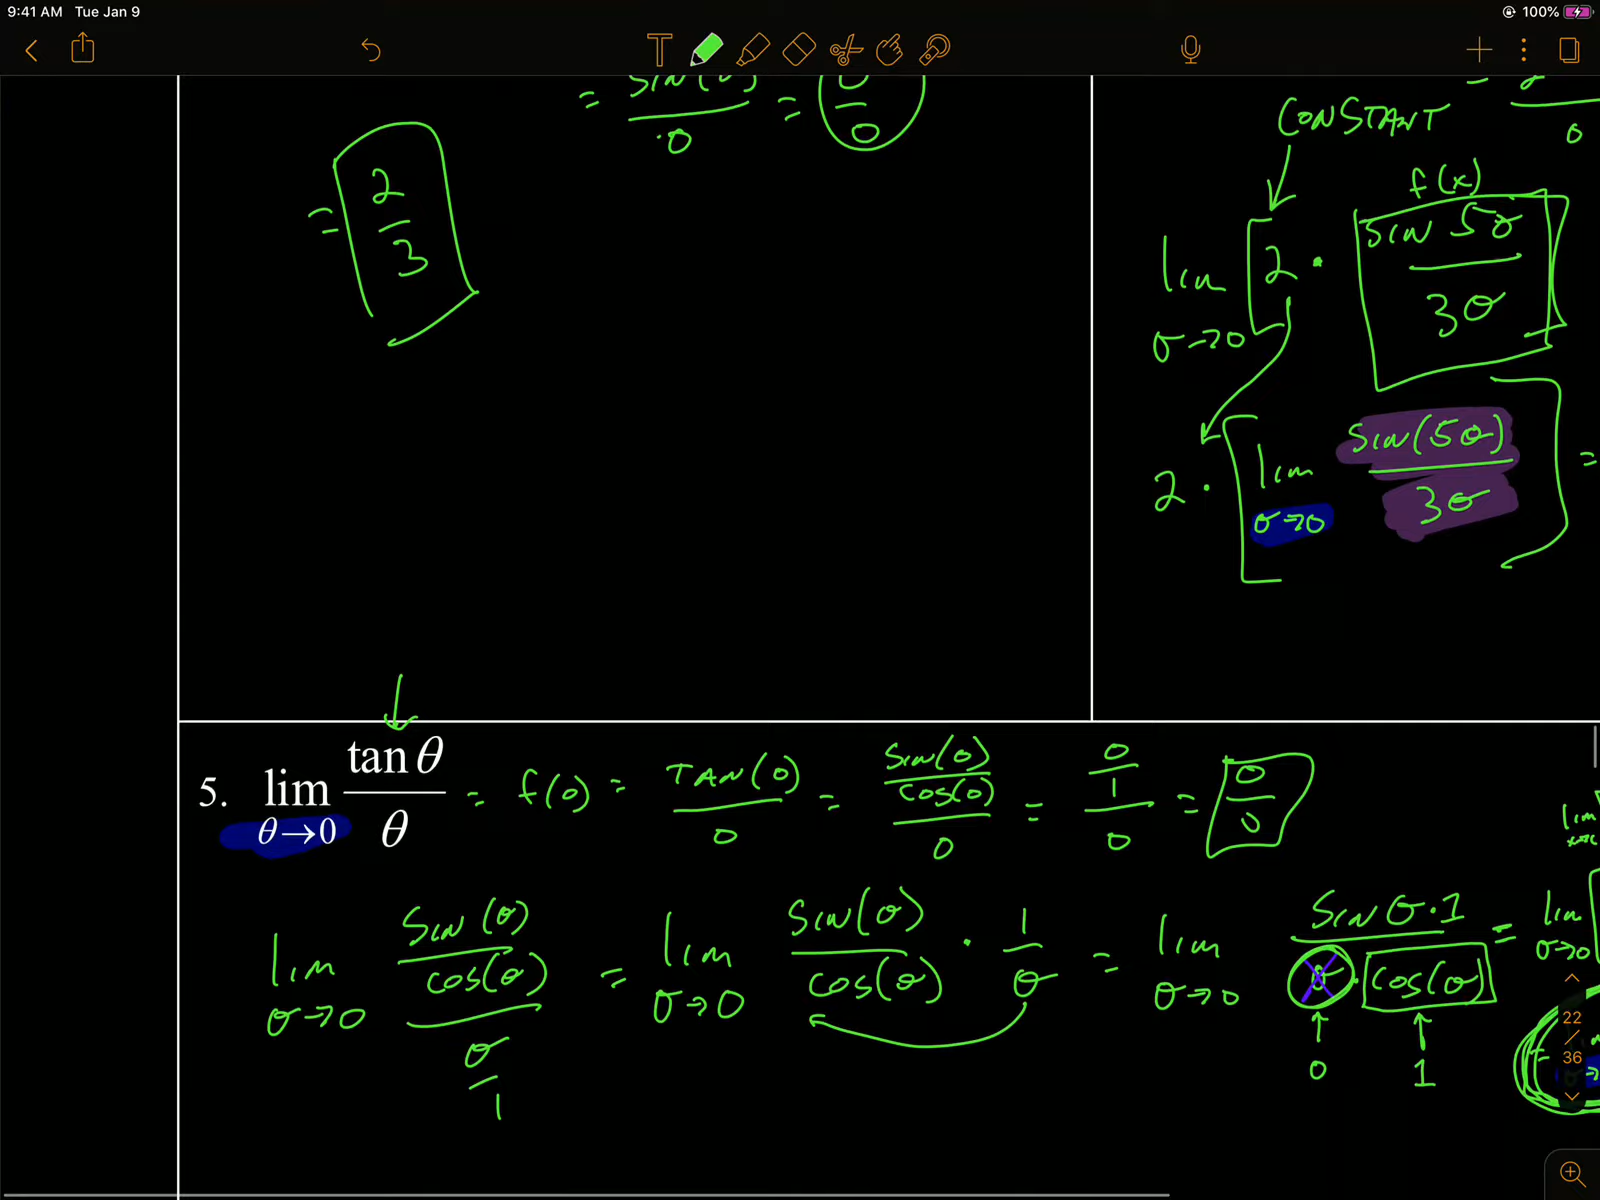 9:41 AM Tue Jan 9
100%
= sin(0)/0 = 0/0
= 2/3
CONSTANT
0
f(x)
lim θ→0 [2 · sin 5θ / 3θ
2 · [lim θ→0 sin(5θ) / 3θ] =
5. lim θ→0 tan θ / θ = f(0) = TAN(0) / 0 = sin(0)/cos(0) / 0 = 0/1 / 0 = 0/0
lim θ→0 sin(θ)/cos(θ) / θ/1 = lim θ→0 sin(θ)/cos(θ) · 1/θ = lim θ→0 sin θ · 1 / θ · cos(θ) = lim θ→0
0 1
lim
22 / 36